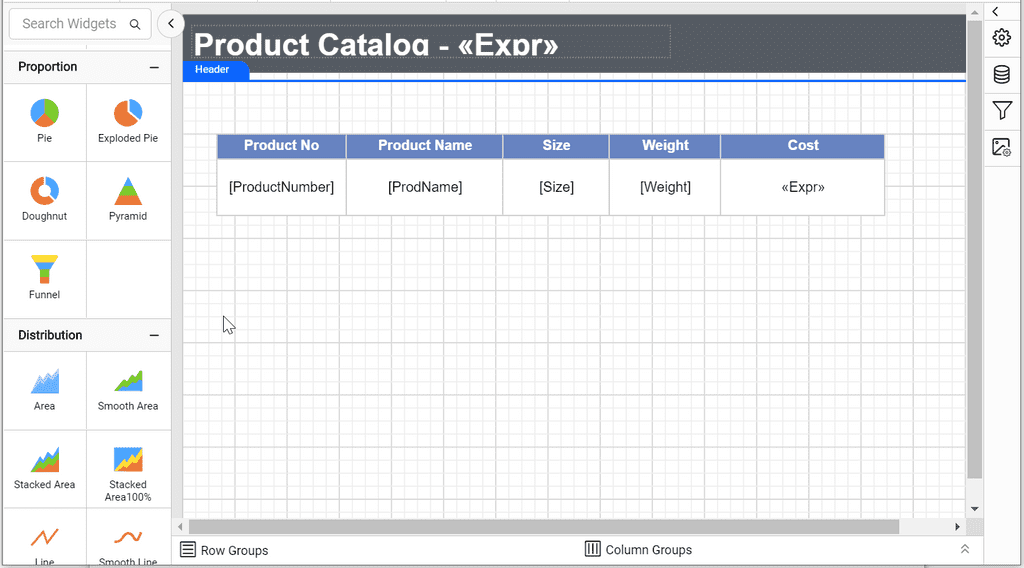 Search Widgets
Proportion
Pie
Exploded Pie
Doughnut
Pyramid
Funnel
Distribution
Area
Smooth Area
Stacked Area
Stacked
Area100%
Line
Smooth Line
Product Catalog - «Expr»
Header
Product No Product Name Size Weight Cost
[ProductNumber] [ProdName] [Size] [Weight] «Expr»
Row Groups
Column Groups